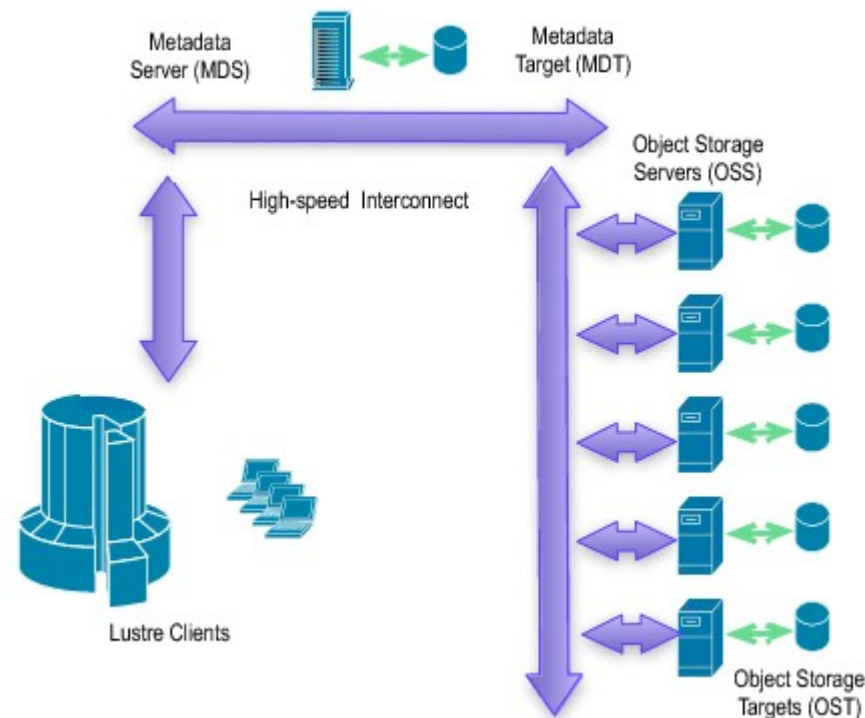 Metadata
Server (MDS)
Metadata
Target (MDT)
Object Storage
Servers (OSS)
High-speed Interconnect
Lustre Clients
Object Storage
Targets (OST)